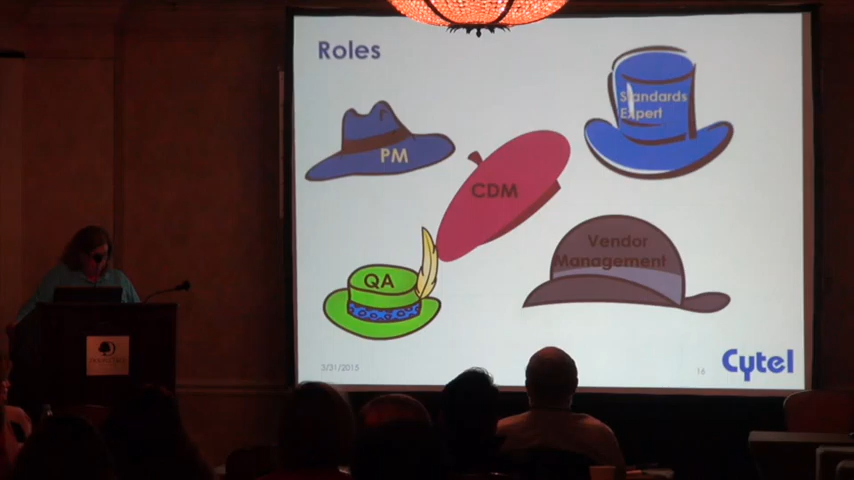 Roles
PM
Standards
Expert
CDM
Vendor
Management
QA
3/31/2015
16
Cytel